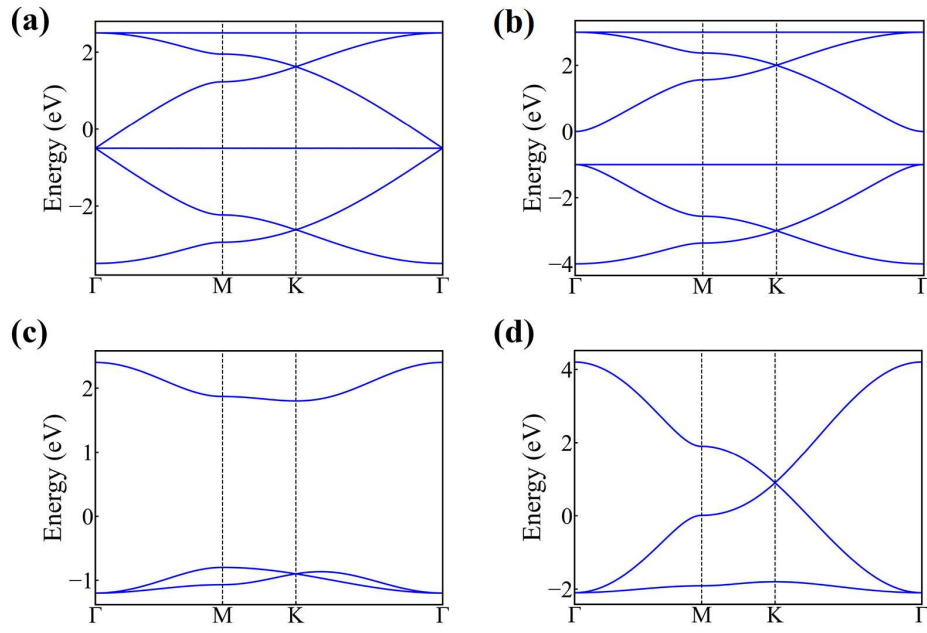 (a)
Energy (eV)
2
0
−2
Γ M K Γ
(b)
Energy (eV)
2
0
−2
−4
Γ M K Γ
(c)
Energy (eV)
2
1
0
−1
Γ M K Γ
(d)
Energy (eV)
4
2
0
−2
Γ M K Γ